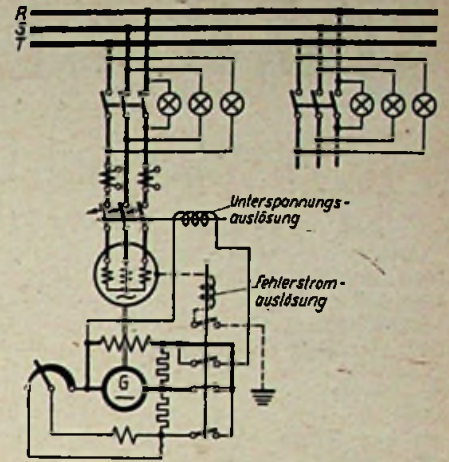 R
S
T
Unterspannungs-
auslösung
Fehlerstrom-
auslösung
G